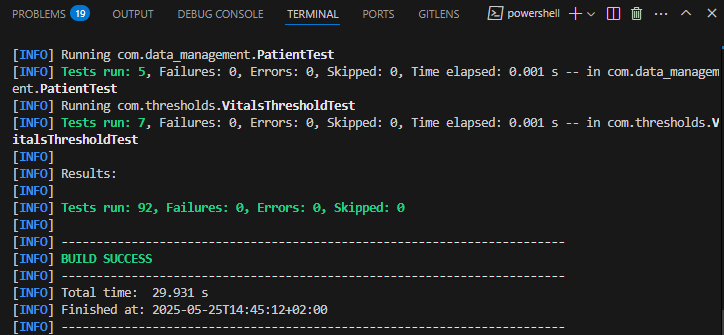 PROBLEMS 19 OUTPUT DEBUG CONSOLE TERMINAL PORTS GITLENS powershell
[INFO] Running com.data_management.PatientTest
[INFO] Tests run: 5, Failures: 0, Errors: 0, Skipped: 0, Time elapsed: 0.001 s -- in com.data_managem
ent.PatientTest
[INFO] Running com.thresholds.VitalsThresholdTest
[INFO] Tests run: 7, Failures: 0, Errors: 0, Skipped: 0, Time elapsed: 0.001 s -- in com.thresholds.V
italsThresholdTest
[INFO]
[INFO] Results:
[INFO]
[INFO] Tests run: 92, Failures: 0, Errors: 0, Skipped: 0
[INFO]
[INFO] ------------------------------------------------------------------------
[INFO] BUILD SUCCESS
[INFO] ------------------------------------------------------------------------
[INFO] Total time:  29.931 s
[INFO] Finished at: 2025-05-25T14:45:12+02:00
[INFO] ------------------------------------------------------------------------